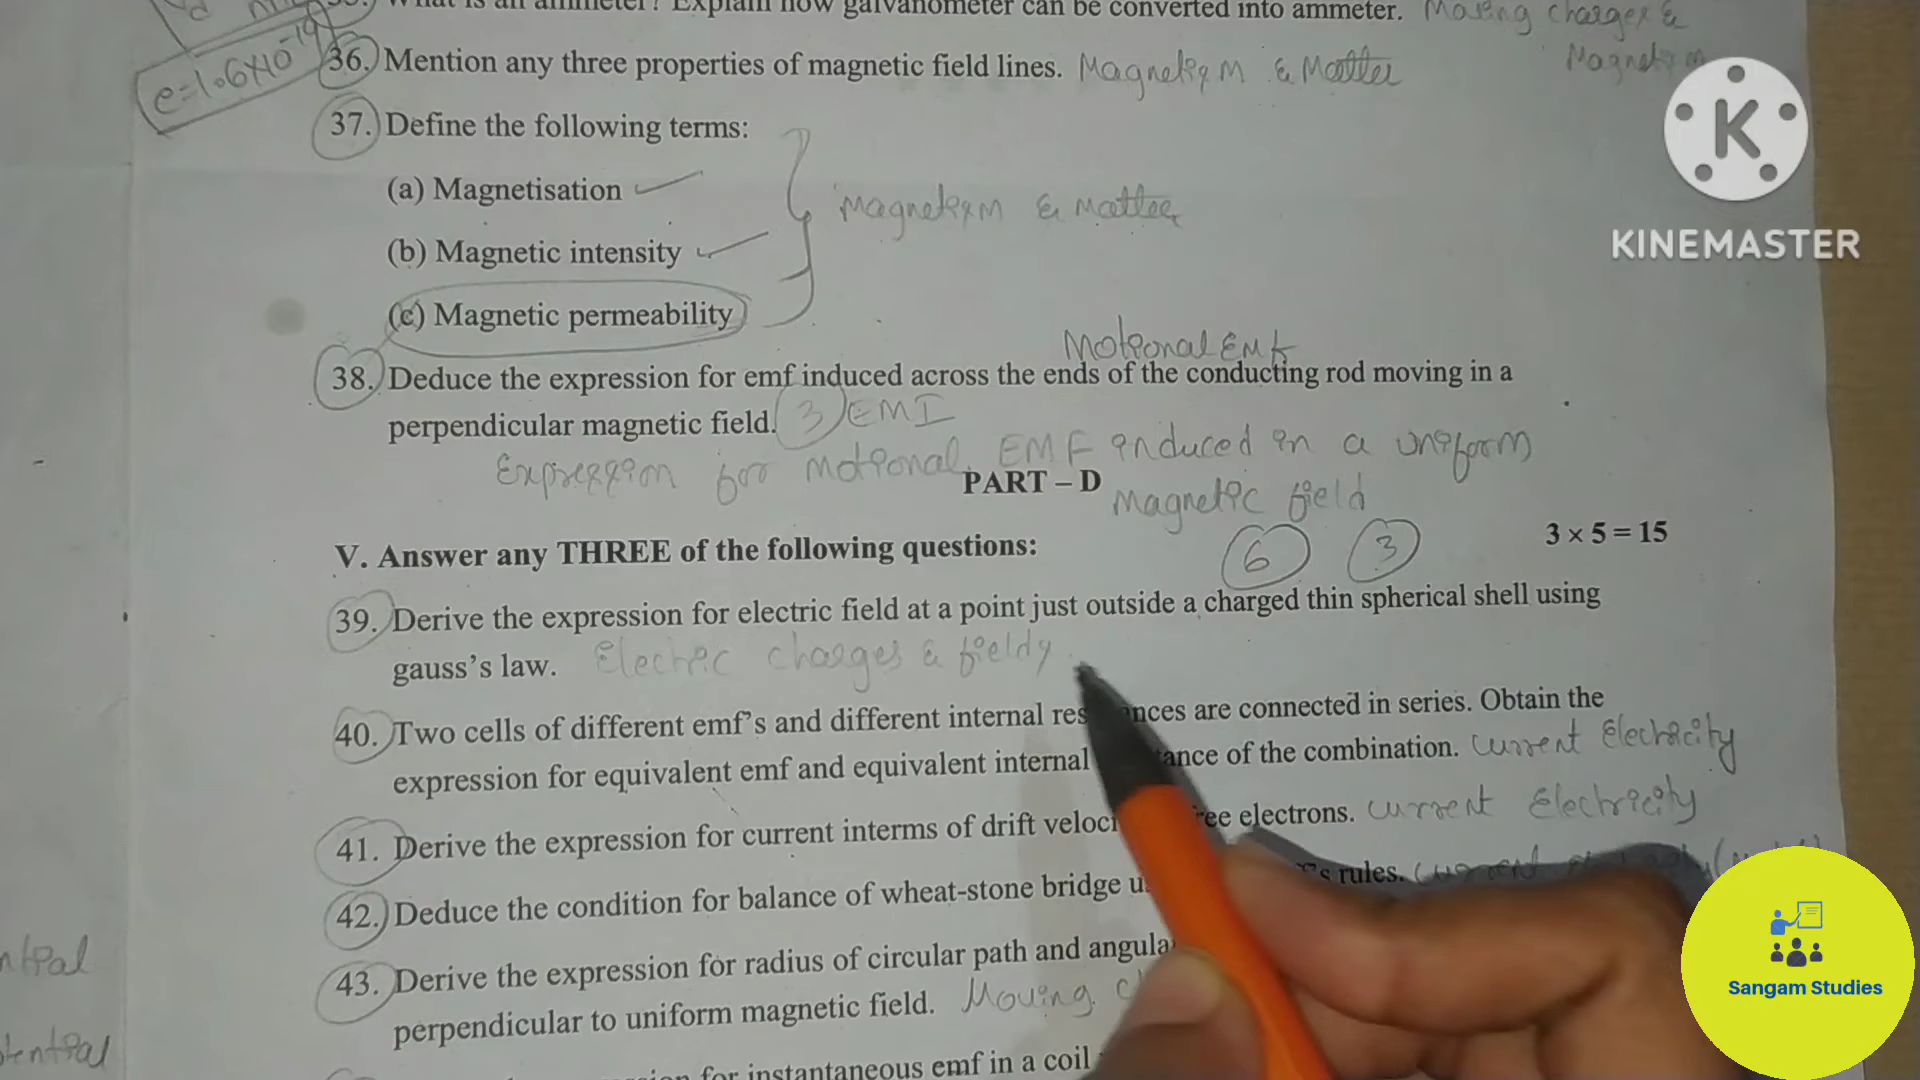 What is an ammeter? Explain how galvanometer can be converted into ammeter. Moving charges &
Magnetism
e=1.6×10⁻¹⁹
36. Mention any three properties of magnetic field lines. Magnetism & Matter
37. Define the following terms:
(a) Magnetisation
(b) Magnetic intensity
Magnetism & Matter
(c) Magnetic permeability
KINEMASTER
Motional EMF
38. Deduce the expression for emf induced across the ends of the conducting rod moving in a
perpendicular magnetic field. 3 EMI
Expression for motional EMF induced in a uniform
Magnetic field
PART – D
V. Answer any THREE of the following questions: 6 3 3 × 5 = 15
39. Derive the expression for electric field at a point just outside a charged thin spherical shell using
gauss's law. Electric charges & fields
40. Two cells of different emf's and different internal are connected in series. Obtain the
expression for equivalent emf and equivalent internal of the combination. Current Electricity
41. Derive the expression for current interms of drift electrons. Current Electricity
42. Deduce the condition for balance of wheat-stone bridge rules. Current
43. Derive the expression for radius of circular path and
perpendicular to uniform magnetic field. Moving
for instantaneous emf in a coil
Sangam Studies